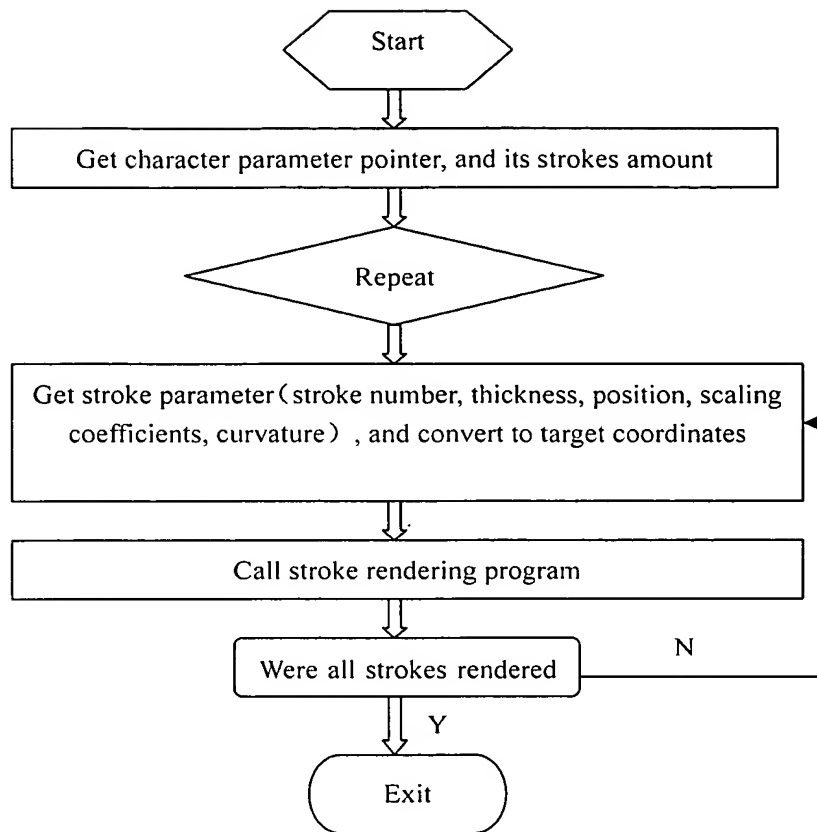 Start
Get character parameter pointer, and its strokes amount
Repeat
Get stroke parameter（stroke number, thickness, position, scaling
coefficients, curvature）, and convert to target coordinates
Call stroke rendering program
Were all strokes rendered
N
Y
Exit